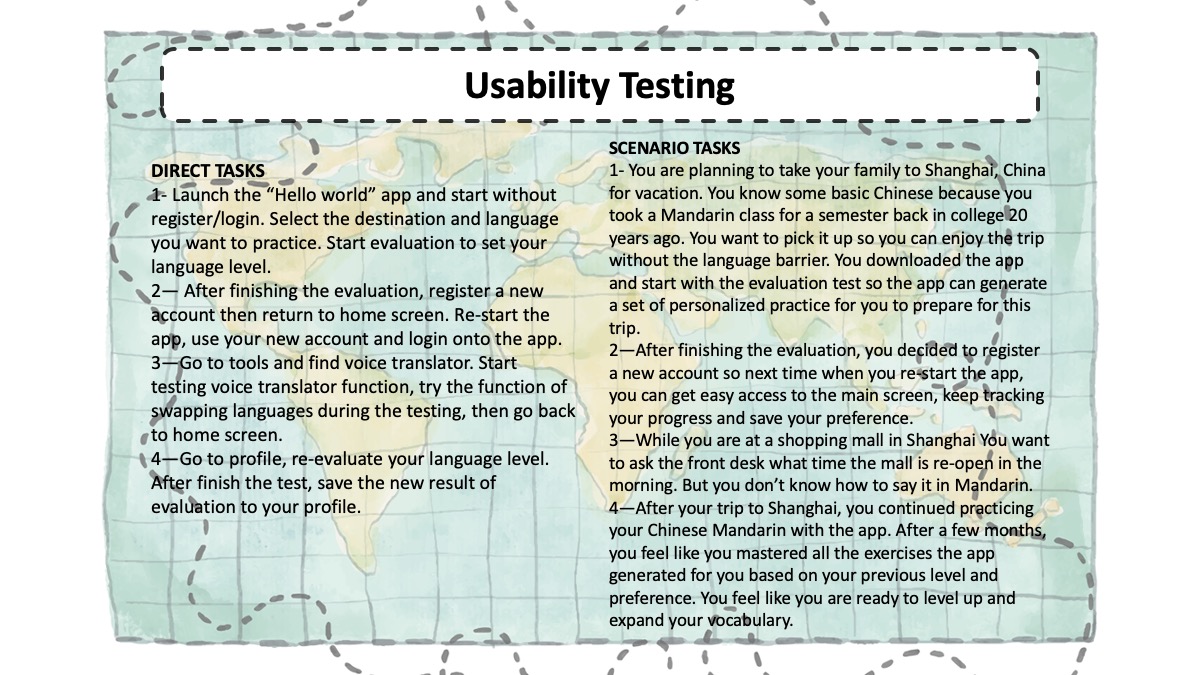 Usability Testing
DIRECT TASKS
1- Launch the “Hello world” app and start without
register/login. Select the destination and language
you want to practice. Start evaluation to set your
language level.
2— After finishing the evaluation, register a new
account then return to home screen. Re-start the
app, use your new account and login onto the app.
3—Go to tools and find voice translator. Start
testing voice translator function, try the function of
swapping languages during the testing, then go back
to home screen.
4—Go to profile, re-evaluate your language level.
After finish the test, save the new result of
evaluation to your profile.
SCENARIO TASKS
1- You are planning to take your family to Shanghai, China
for vacation. You know some basic Chinese because you
took a Mandarin class for a semester back in college 20
years ago. You want to pick it up so you can enjoy the trip
without the language barrier. You downloaded the app
and start with the evaluation test so the app can generate
a set of personalized practice for you to prepare for this
trip.
2—After finishing the evaluation, you decided to register
a new account so next time when you re-start the app,
you can get easy access to the main screen, keep tracking
your progress and save your preference.
3—While you are at a shopping mall in Shanghai You want
to ask the front desk what time the mall is re-open in the
morning. But you don’t know how to say it in Mandarin.
4—After your trip to Shanghai, you continued practicing
your Chinese Mandarin with the app. After a few months,
you feel like you mastered all the exercises the app
generated for you based on your previous level and
preference. You feel like you are ready to level up and
expand your vocabulary.